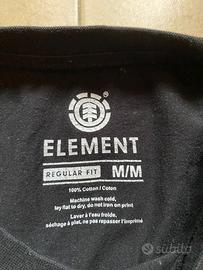 ELEMENT
REGULAR FIT M/M
100% Cotton / Coton
Machine wash cold,
lay flat to dry, do not iron on print
Laver à l'eau froide,
séchage à plat, ne pas repasser l'imprimé
subito